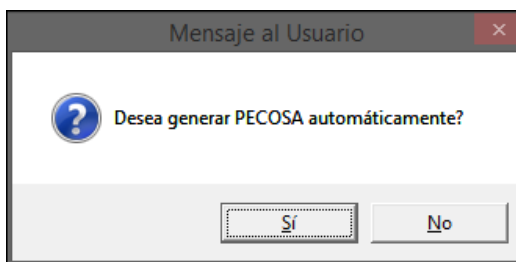 Mensaje al Usuario
Desea generar PECOSA automáticamente?
Sí
No